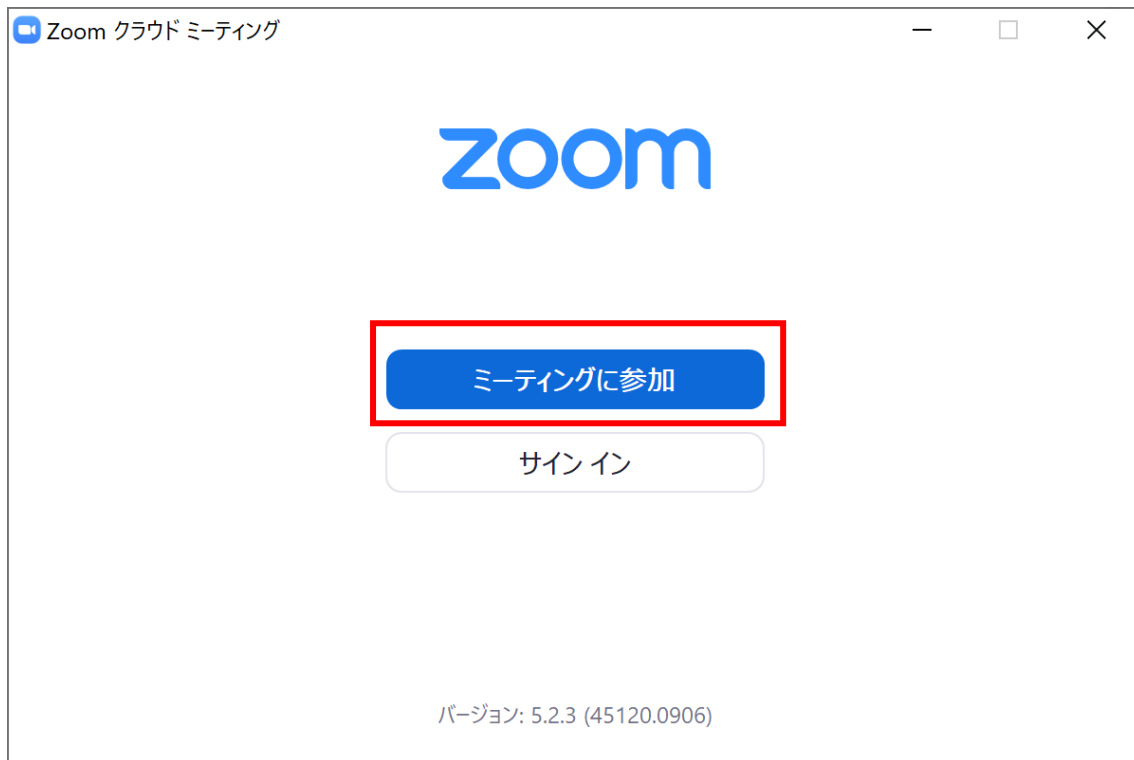 Zoom クラウド ミーティング
zoom
ミーティングに参加
サイン イン
バージョン: 5.2.3 (45120.0906)